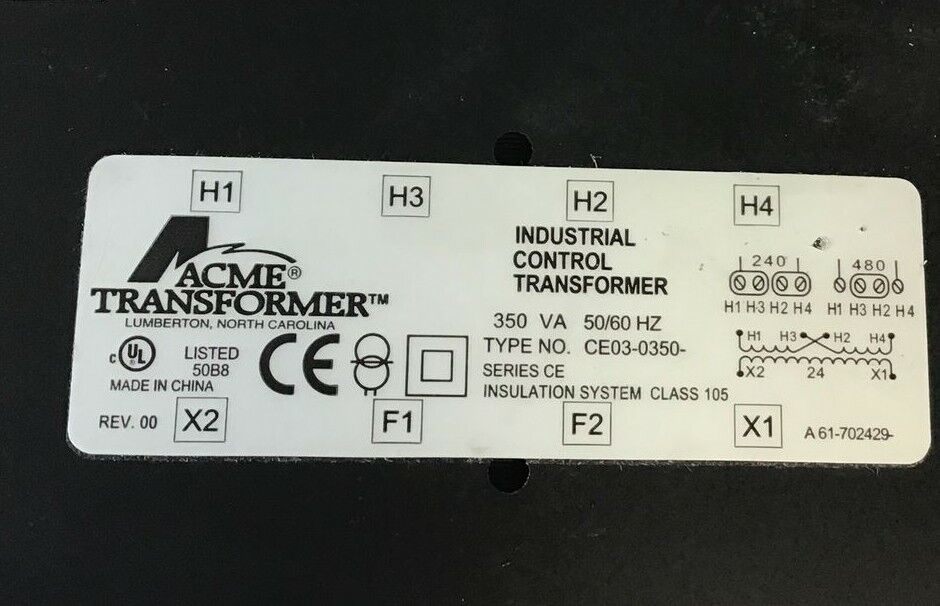 H1 H3 H2 H4
ACME®
TRANSFORMER™
LUMBERTON, NORTH CAROLINA
INDUSTRIAL
CONTROL
TRANSFORMER
350 VA 50/60 HZ
TYPE NO. CE03-0350-
SERIES CE
INSULATION SYSTEM CLASS 105
240
H1 H3 H2 H4
480
H1 H3 H2 H4
H1 H3 H2 H4
X2 24 X1
C UL ®
LISTED
50B8
CE
MADE IN CHINA
REV. 00
X2 F1 F2 X1
A 61-702429-